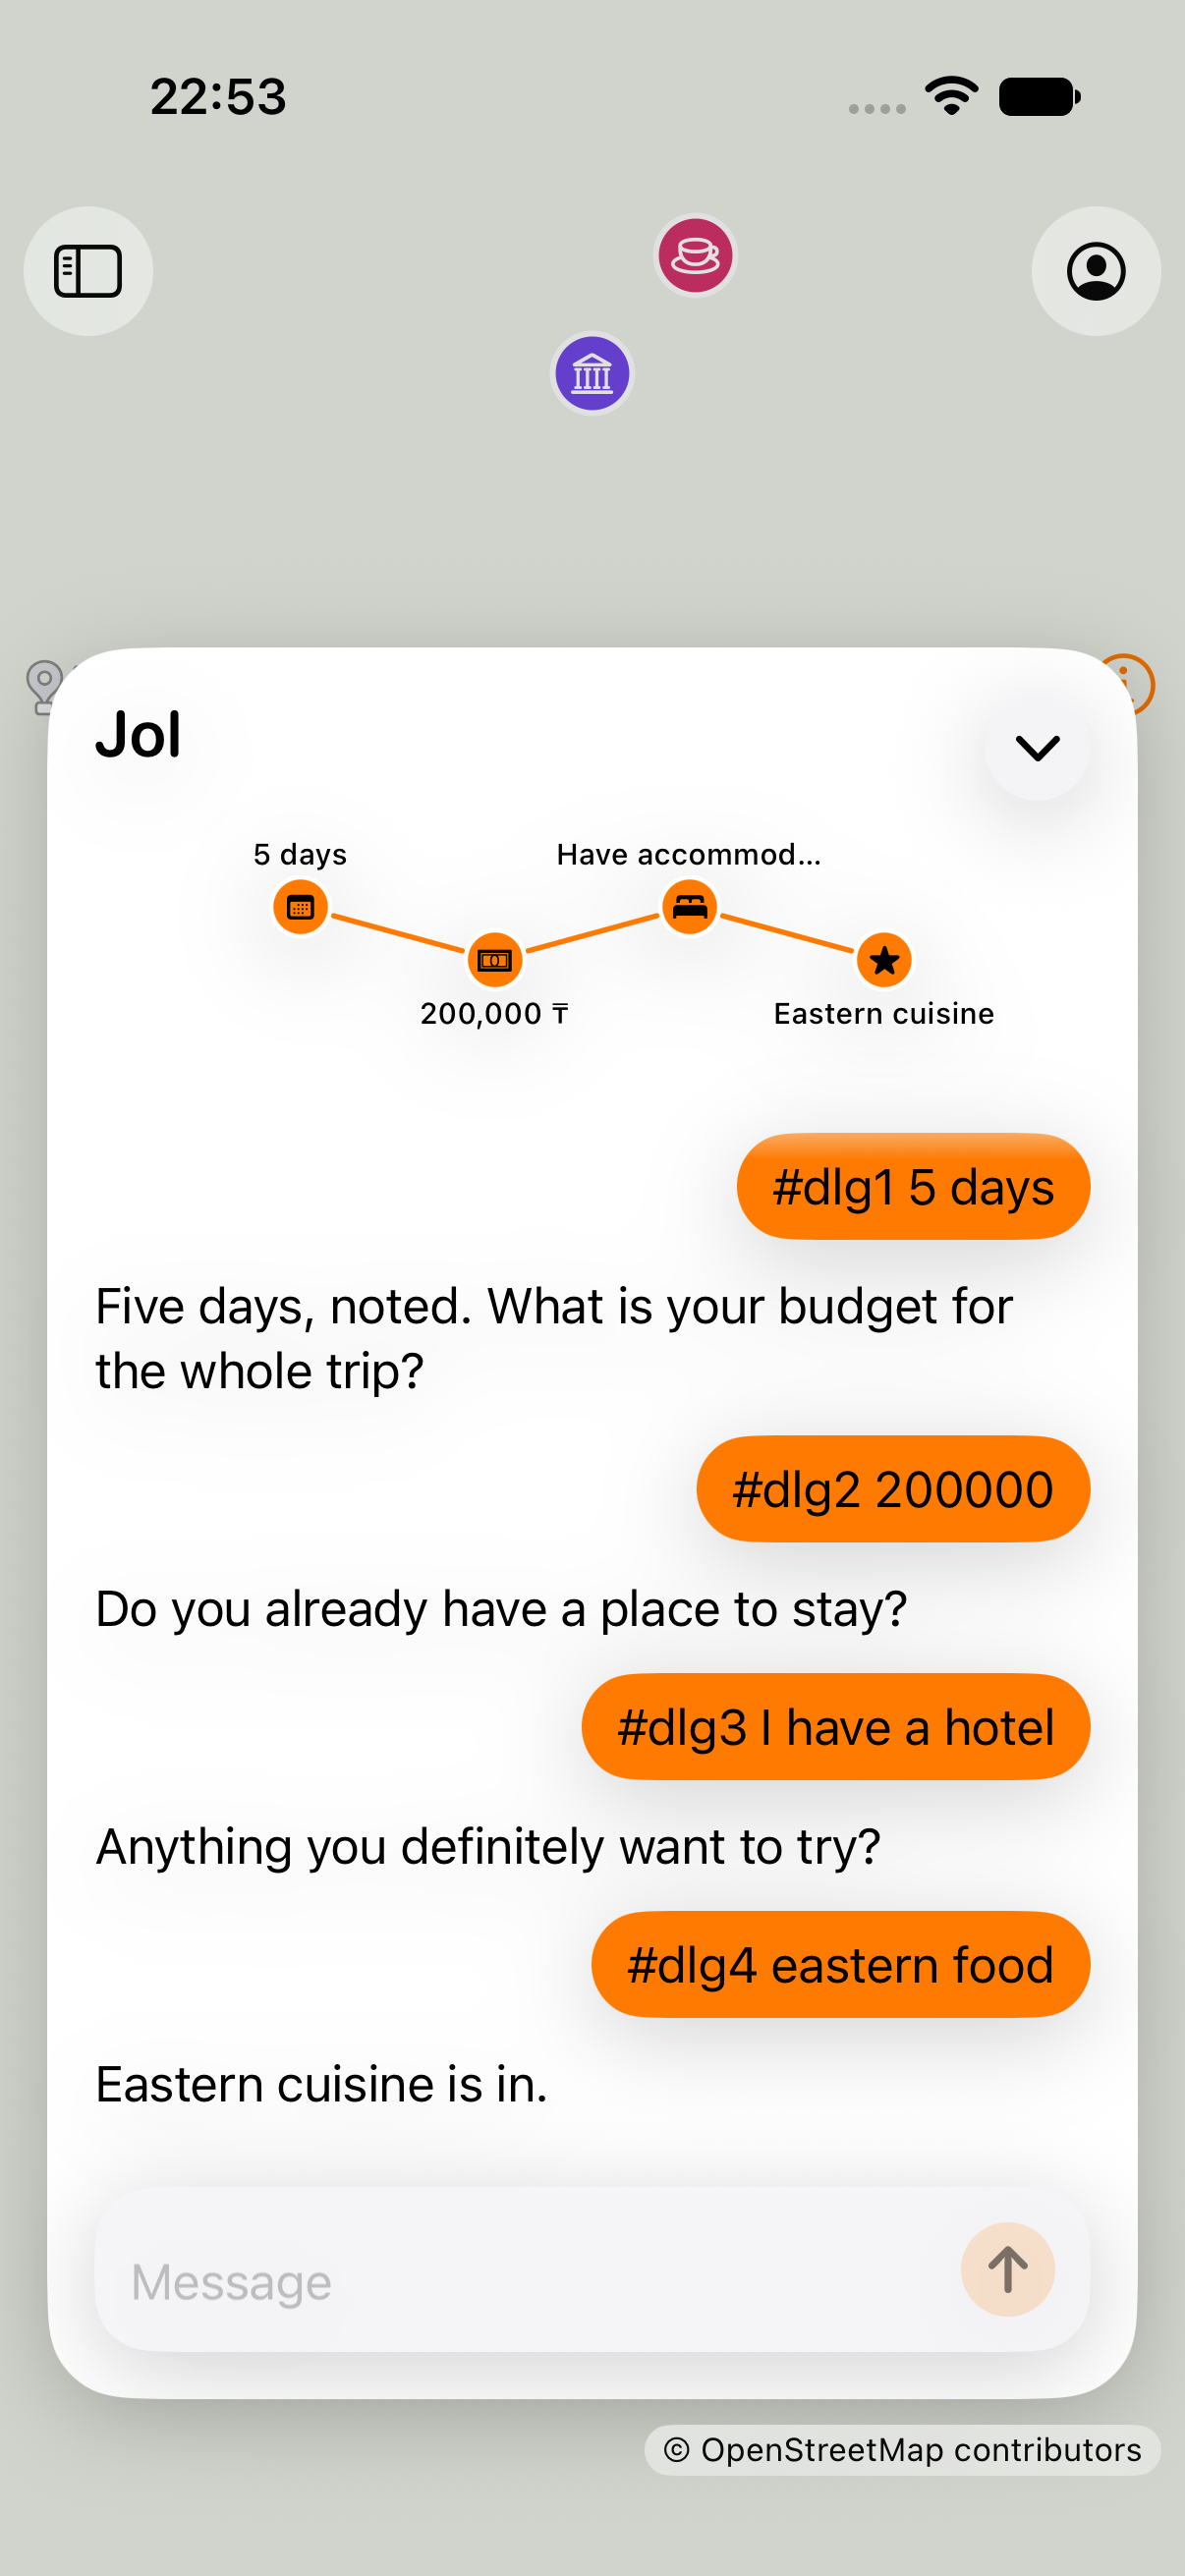 22:53
Jol
5 days
Have accommod...
200,000 ₸
Eastern cuisine
#dlg1 5 days
Five days, noted. What is your budget for
the whole trip?
#dlg2 200000
Do you already have a place to stay?
#dlg3 I have a hotel
Anything you definitely want to try?
#dlg4 eastern food
Eastern cuisine is in.
Message
© OpenStreetMap contributors